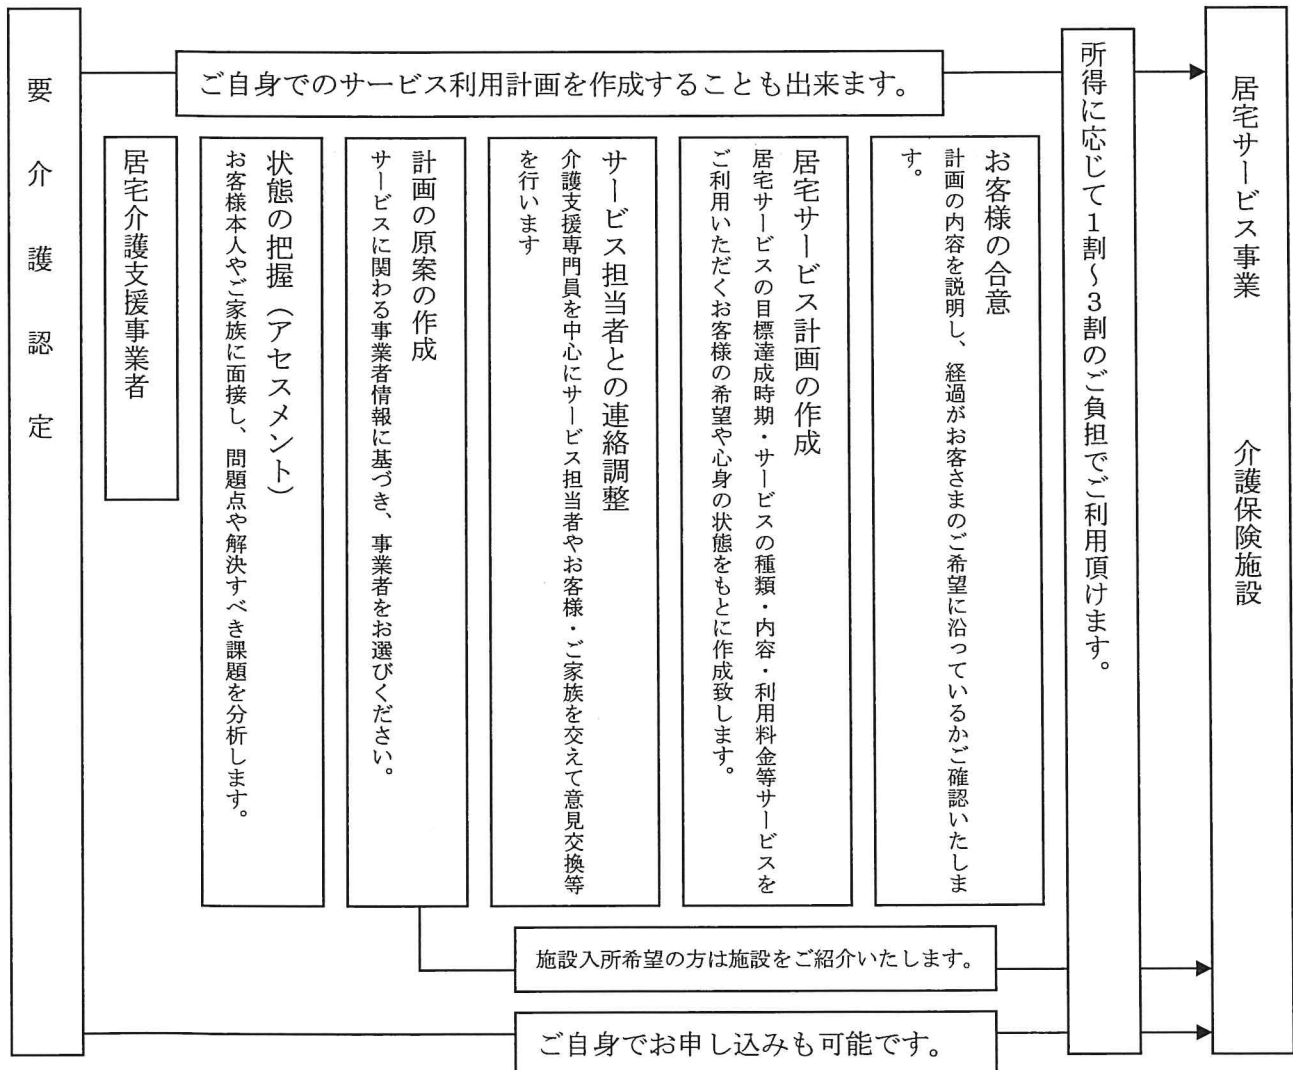 要介護認定
ご自身でのサービス利用計画を作成することも出来ます。
居宅介護支援事業者
状態の把握（アセスメント）
お客様本人やご家族に面接し、問題点や解決すべき課題を分析します。
計画の原案の作成
サービスに関わる事業者情報に基づき、事業者をお選びください。
サービス担当者との連絡調整
介護支援専門員を中心にサービス担当者やお客様・ご家族を交えて意見交換等
を行います
居宅サービス計画の作成
居宅サービスの目標達成時期・サービスの種類・内容・利用料金等サービスを
ご利用いただくお客様の希望や心身の状態をもとに作成致します。
お客様の合意
計画の内容を説明し、経過がお客さまのご希望に沿っているかご確認いたしま
す。
施設入所希望の方は施設をご紹介いたします。
ご自身でお申し込みも可能です。
所得に応じて1割～3割のご負担でご利用頂けます。
居宅サービス事業　介護保険施設